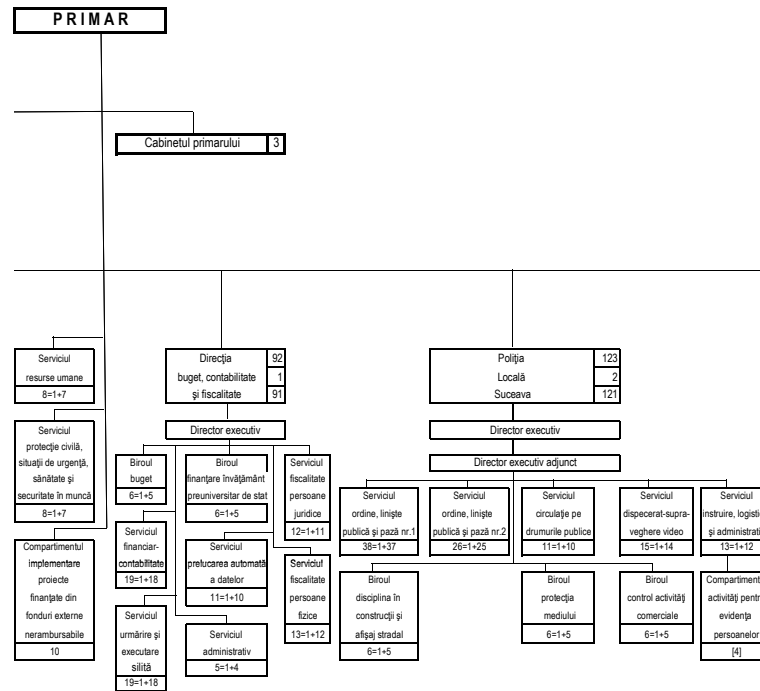 PRIMAR
Cabinetul primarului 3
Serviciul
resurse umane
8=1+7
Serviciul
protecţie civilă,
situaţii de urgenţă,
sănătate şi
securitate în muncă
8=1+7
Compartimentul
implementare
proiecte
finanţate din
fonduri externe
nerambursabile
10
Direcţia 92
buget, contabilitate 1
şi fiscalitate 91
Director executiv
Biroul
buget
6=1+5
Biroul
finanţare învăţământ
preuniversitar de stat
6=1+5
Serviciul
fiscalitate
persoane
juridice
12=1+11
Serviciul
financiar-
contabilitate
19=1+18
Serviciul
prelucarea automată
a datelor
11=1+10
Serviciul
fiscalitate
persoane
fizice
13=1+12
Serviciul
urmărire şi
executare
silită
19=1+18
Serviciul
administrativ
5=1+4
Poliţia 123
Locală 2
Suceava 121
Director executiv
Director executiv adjunct
Serviciul
ordine, linişte
publică şi pază nr.1
38=1+37
Serviciul
ordine, linişte
publică şi pază nr.2
26=1+25
Serviciul
circulaţie pe
drumurile publice
11=1+10
Serviciul
dispecerat-supra-
veghere video
15=1+14
Serviciul
instruire, logistic
şi administrati
13=1+12
Biroul
disciplina în
construcţii şi
afişaj stradal
6=1+5
Biroul
protecţia
mediului
6=1+5
Biroul
control activităţi
comerciale
6=1+5
Compartiment
activităţi pentr
evidenţa
persoanelor
[4]